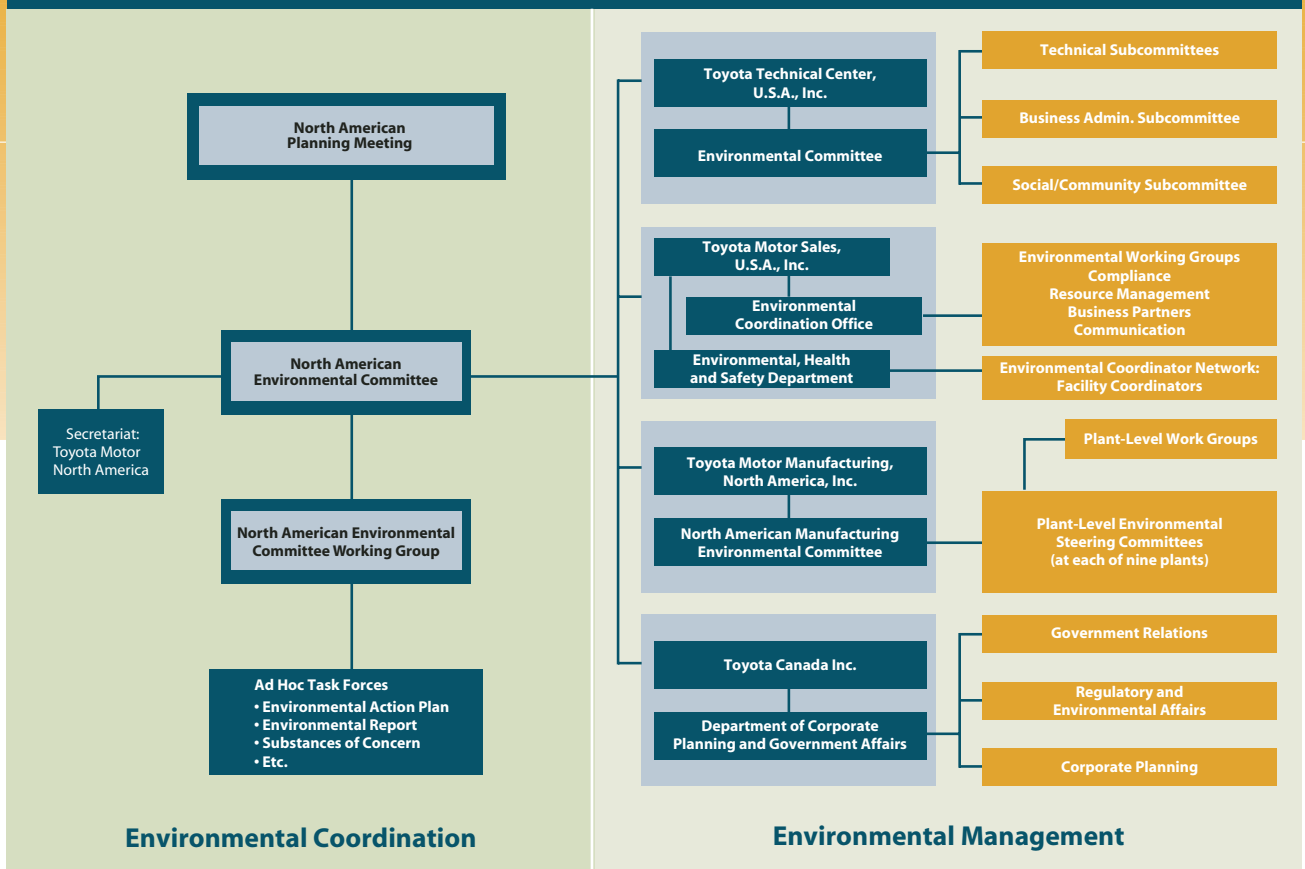 North American
Planning Meeting
North American
Environmental Committee
Secretariat:
Toyota Motor
North America
North American Environmental
Committee Working Group
Ad Hoc Task Forces
• Environmental Action Plan
• Environmental Report
• Substances of Concern
• Etc.
Environmental Coordination
Toyota Technical Center,
U.S.A., Inc.
Environmental Committee
Technical Subcommittees
Business Admin. Subcommittee
Social/Community Subcommittee
Toyota Motor Sales,
U.S.A., Inc.
Environmental
Coordination Office
Environmental, Health
and Safety Department
Environmental Working Groups
Compliance
Resource Management
Business Partners
Communication
Environmental Coordinator Network:
Facility Coordinators
Toyota Motor Manufacturing,
North America, Inc.
North American Manufacturing
Environmental Committee
Plant-Level Work Groups
Plant-Level Environmental
Steering Committees
(at each of nine plants)
Toyota Canada Inc.
Department of Corporate
Planning and Government Affairs
Government Relations
Regulatory and
Environmental Affairs
Corporate Planning
Environmental Management